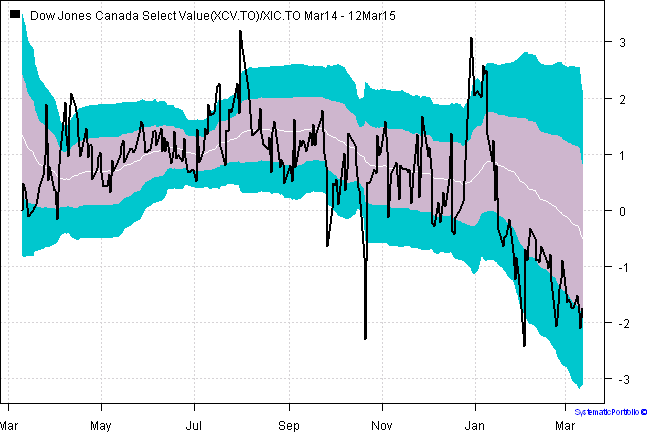 Dow Jones Canada Select Value(XCV.TO)/XIC.TO Mar14 - 12Mar15
3
2
1
0
-1
-2
-3
SystematicPortfolio ©
Mar May Jul Sep Nov Jan Mar